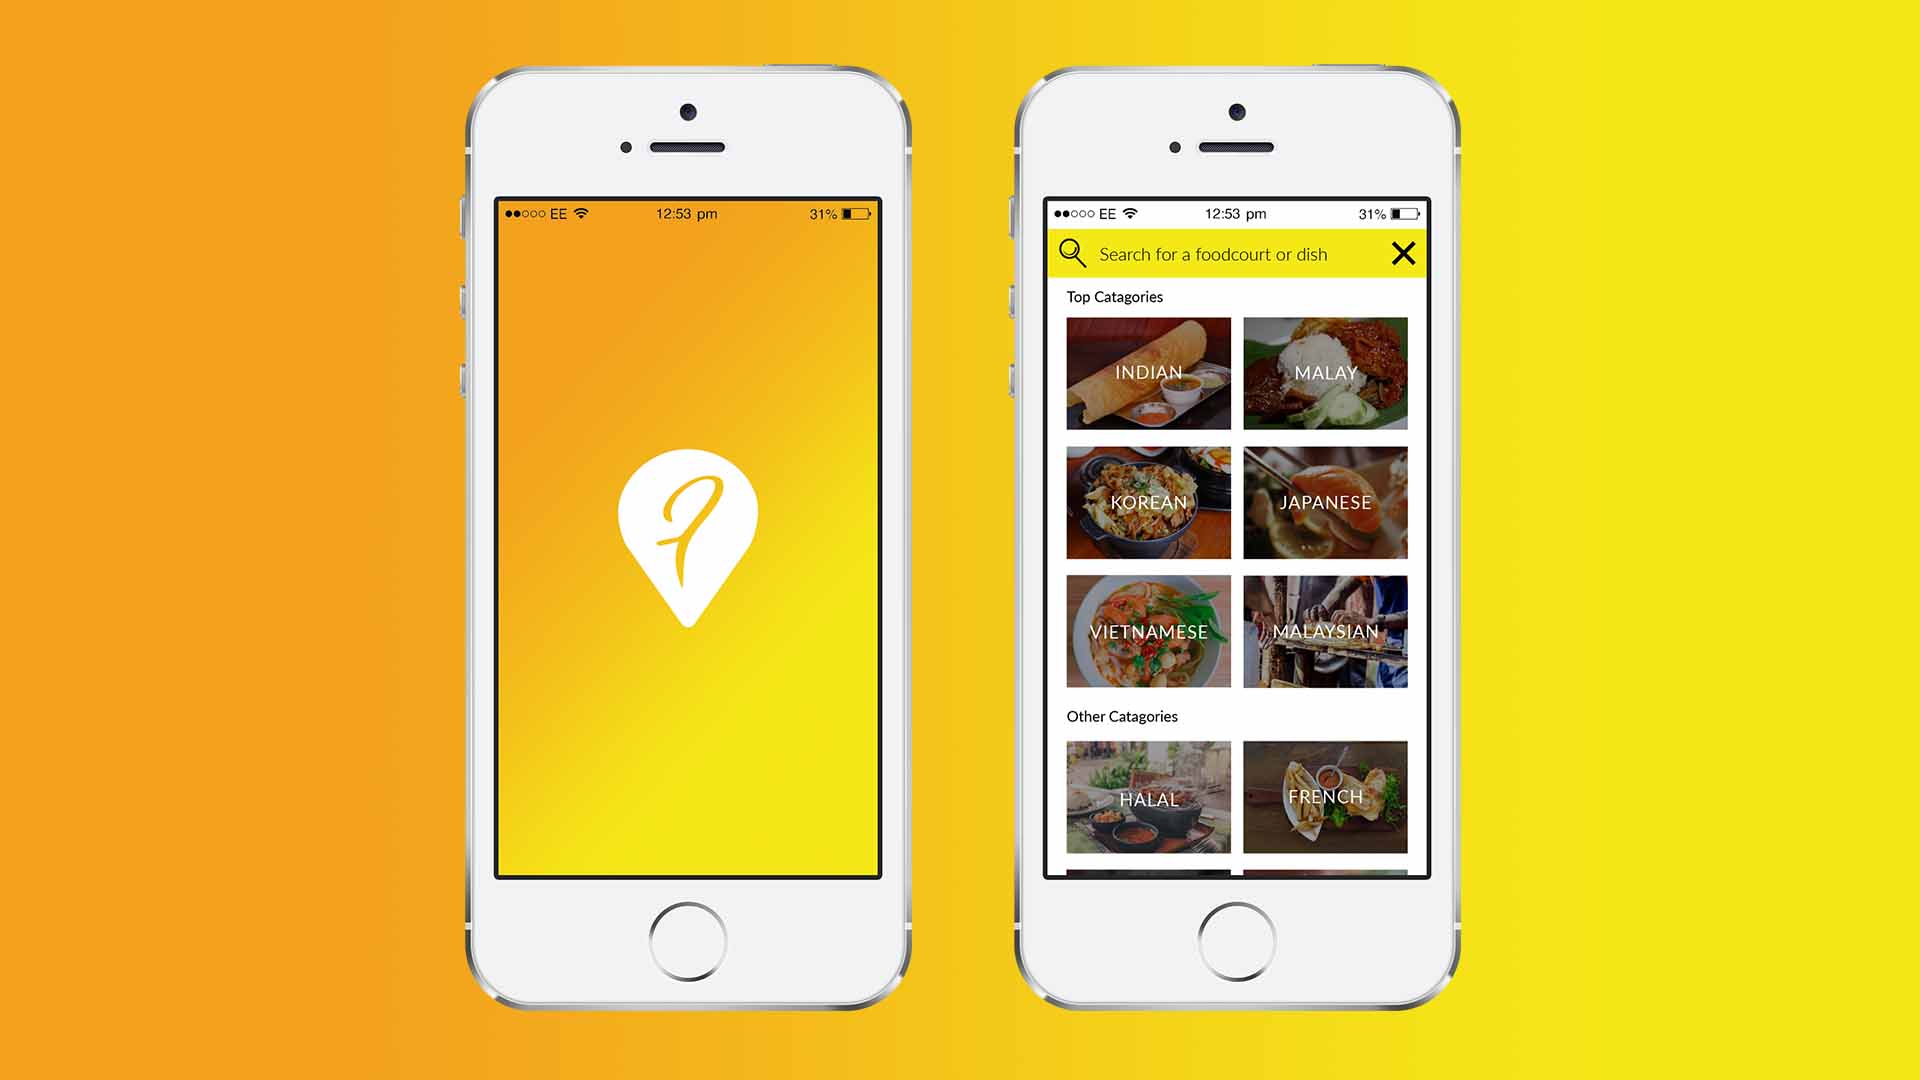 EE 12:53 pm 31%
F
EE 12:53 pm 31%
Search for a foodcourt or dish
Top Catagories
INDIAN MALAY
KOREAN JAPANESE
VIETNAMESE MALAYSIAN
Other Catagories
HALAL FRENCH